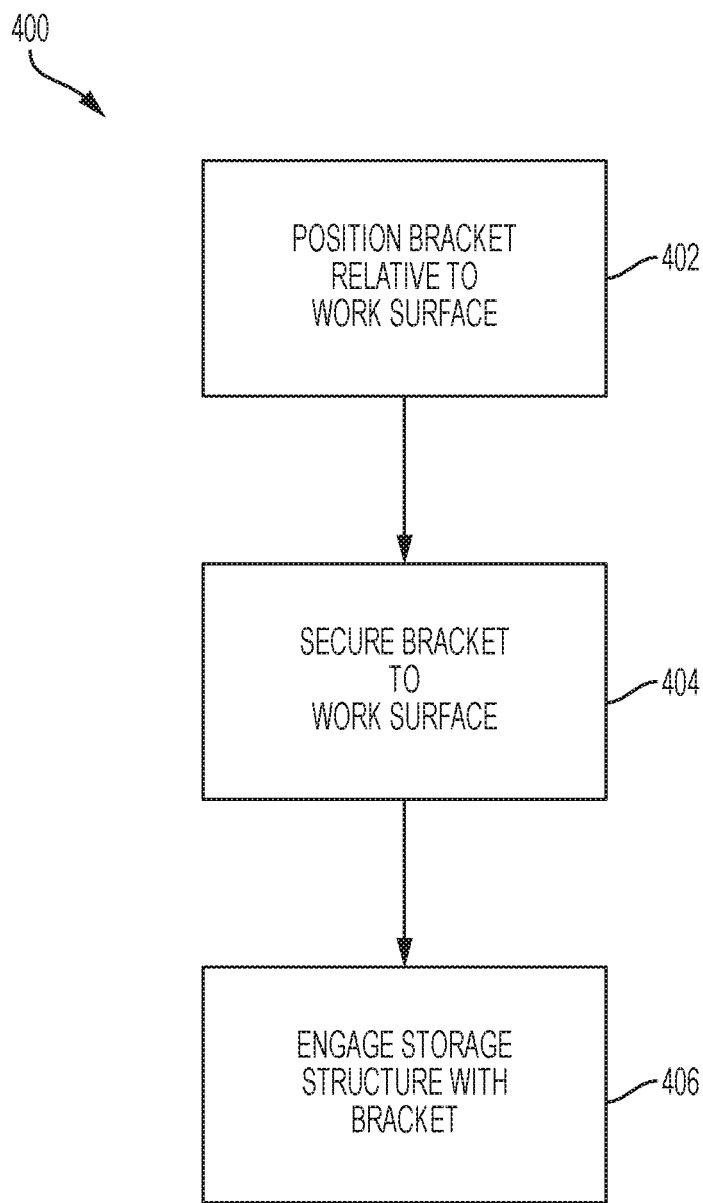 400
POSITION BRACKET
RELATIVE TO
WORK SURFACE
402
SECURE BRACKET
TO
WORK SURFACE
404
ENGAGE STORAGE
STRUCTURE WITH
BRACKET
406